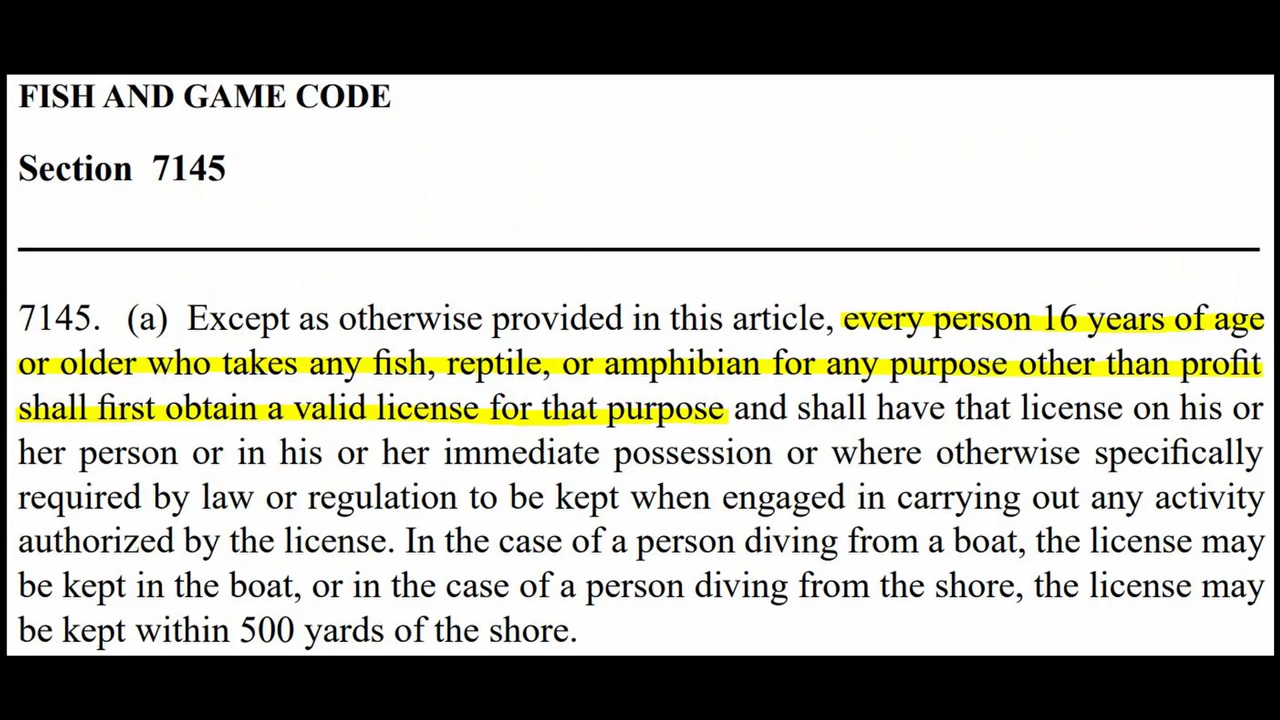 FISH AND GAME CODE
Section 7145
7145. (a) Except as otherwise provided in this article, every person 16 years of age
or older who takes any fish, reptile, or amphibian for any purpose other than profit
shall first obtain a valid license for that purpose and shall have that license on his or
her person or in his or her immediate possession or where otherwise specifically
required by law or regulation to be kept when engaged in carrying out any activity
authorized by the license. In the case of a person diving from a boat, the license may
be kept in the boat, or in the case of a person diving from the shore, the license may
be kept within 500 yards of the shore.